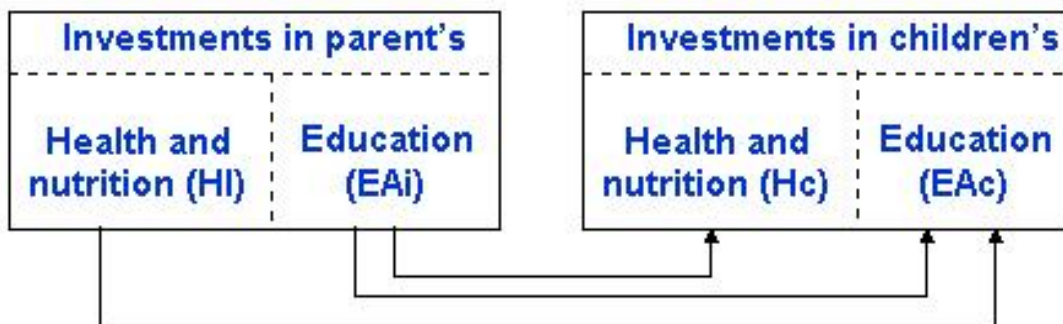 Investments in parent's
Health and
nutrition (HI)
Education
(EAi)
Investments in children's
Health and
nutrition (Hc)
Education
(EAc)